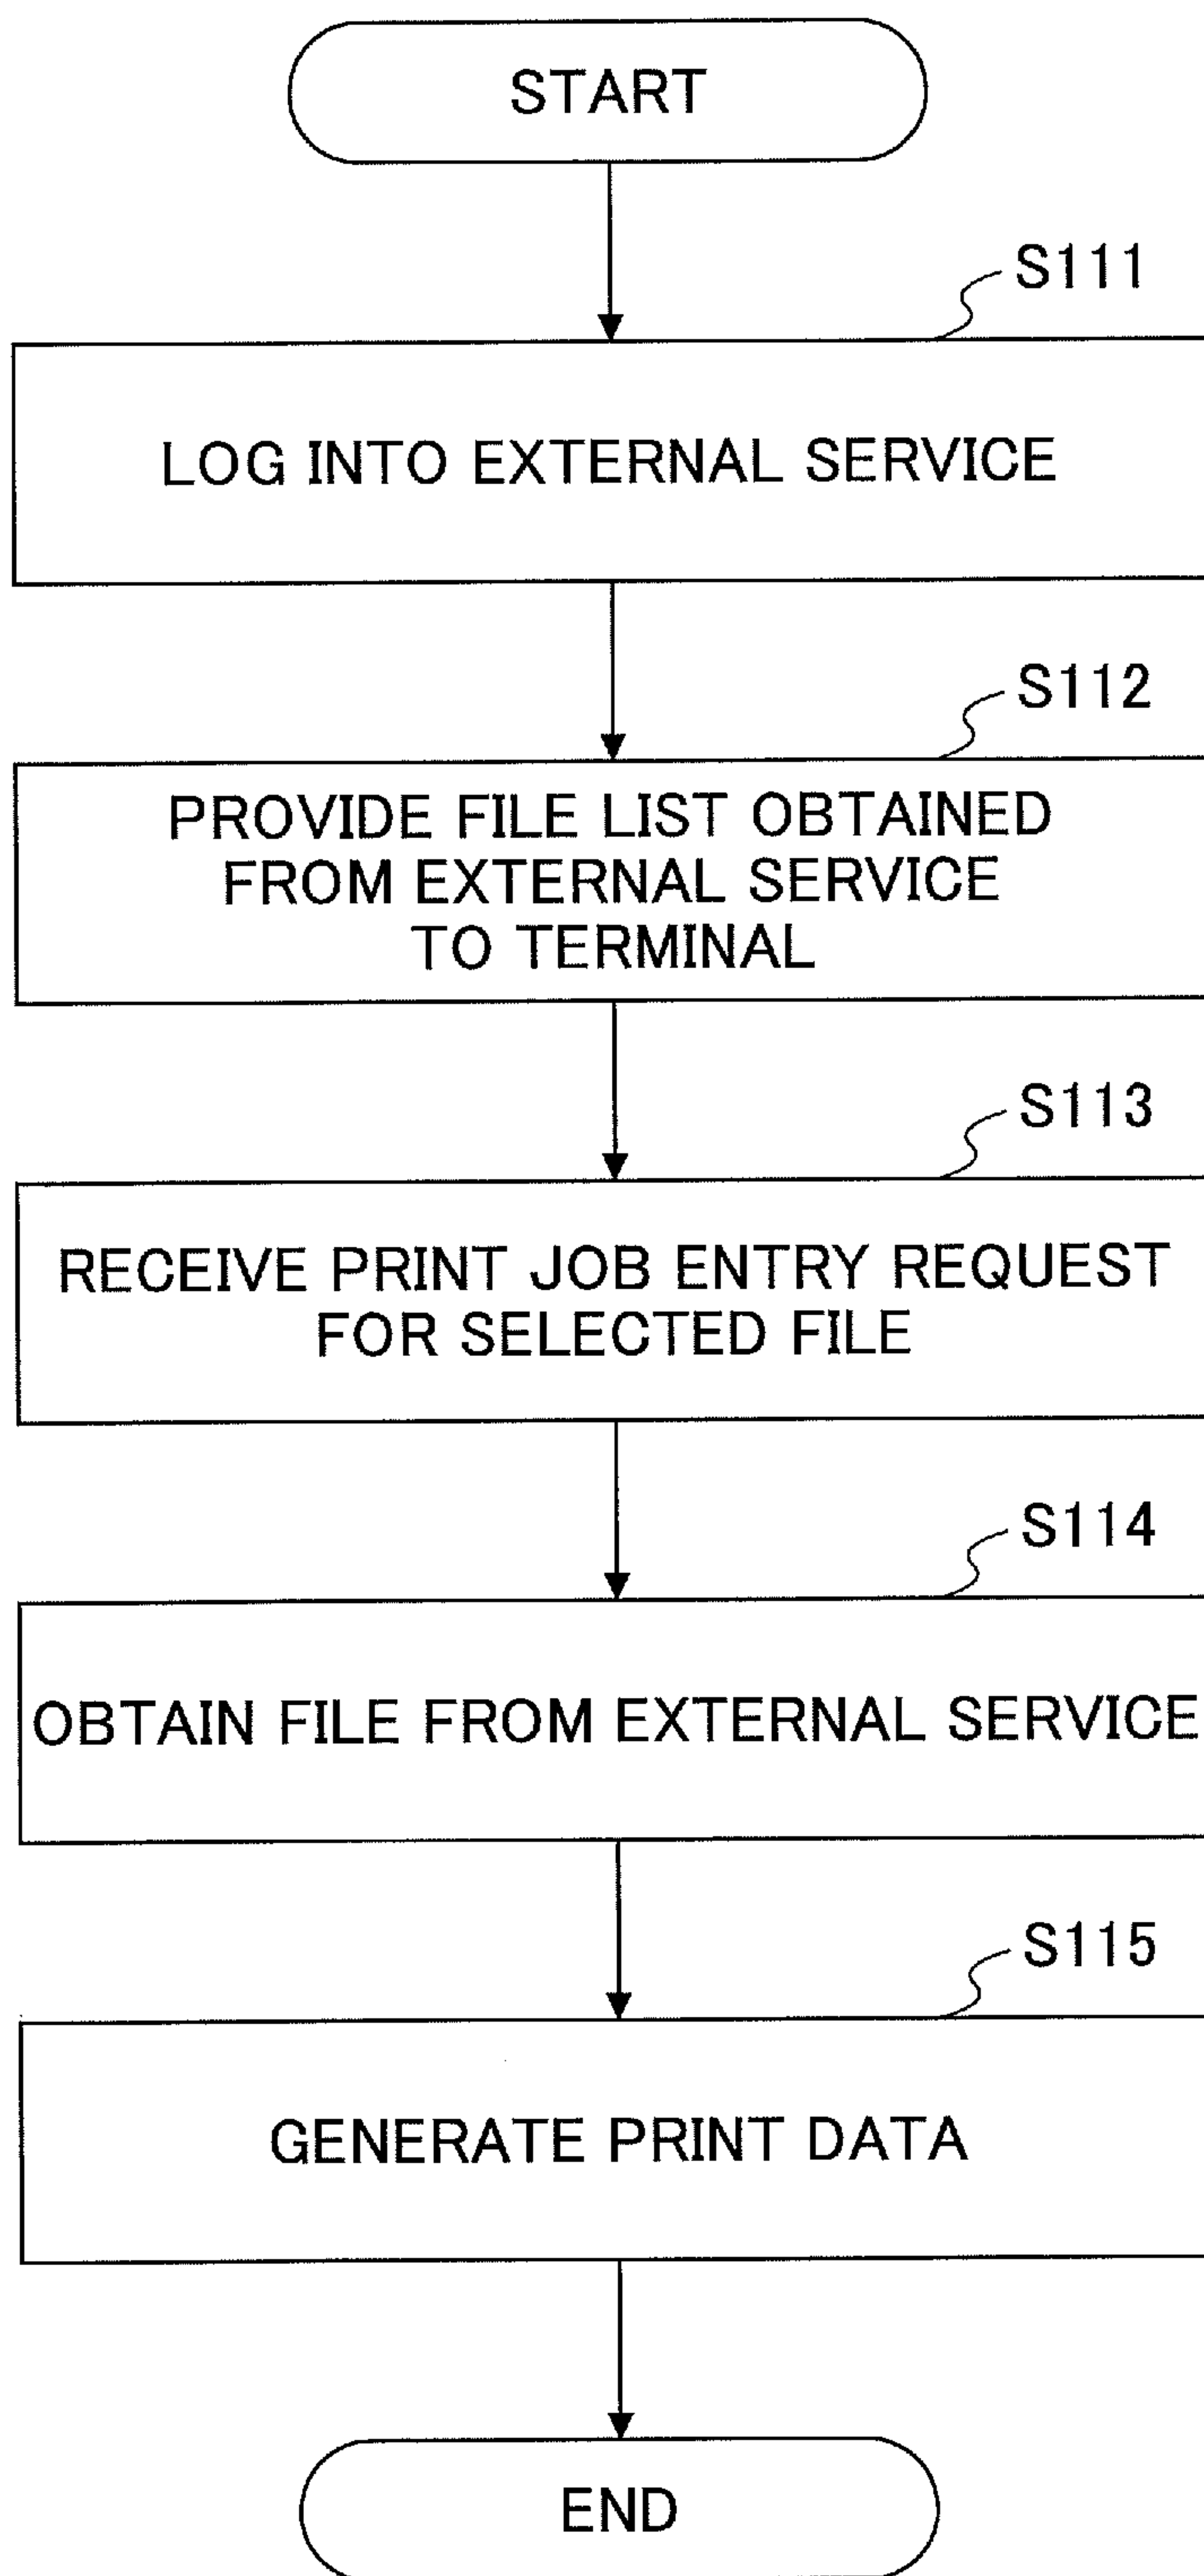 START
S111
LOG INTO EXTERNAL SERVICE
S112
PROVIDE FILE LIST OBTAINED
FROM EXTERNAL SERVICE
TO TERMINAL
S113
RECEIVE PRINT JOB ENTRY REQUEST
FOR SELECTED FILE
S114
OBTAIN FILE FROM EXTERNAL SERVICE
S115
GENERATE PRINT DATA
END